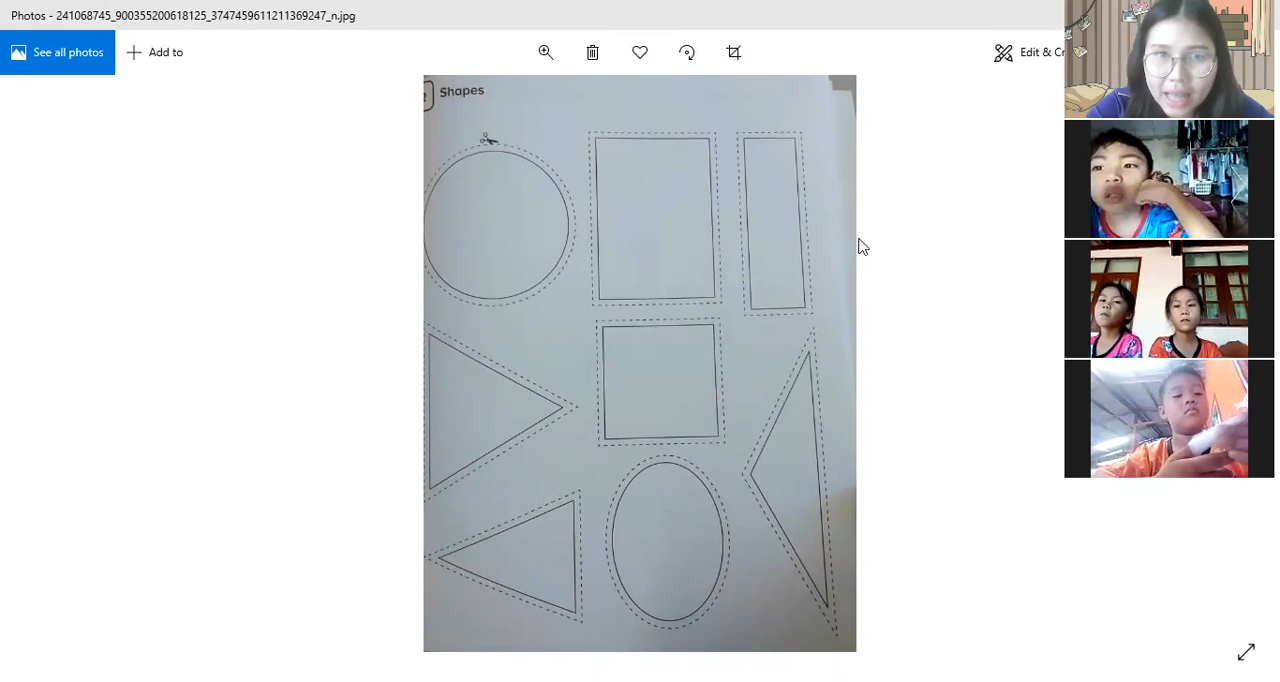 Photos - 241068745_900355200618125_3747459611211369247_n.jpg
See all photos
Add to
Edit & Cr
Shapes